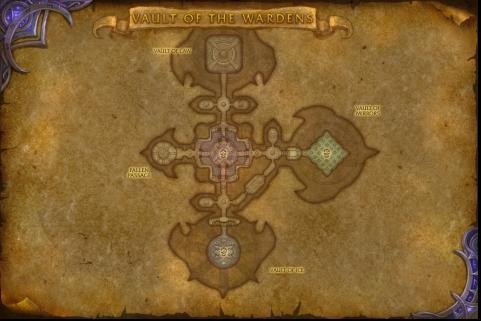 VAULT OF THE WARDENS
VAULT OF LAW
VAULT OF
MIRRORS
FALLEN
PASSAGE
VAULT OF ICE